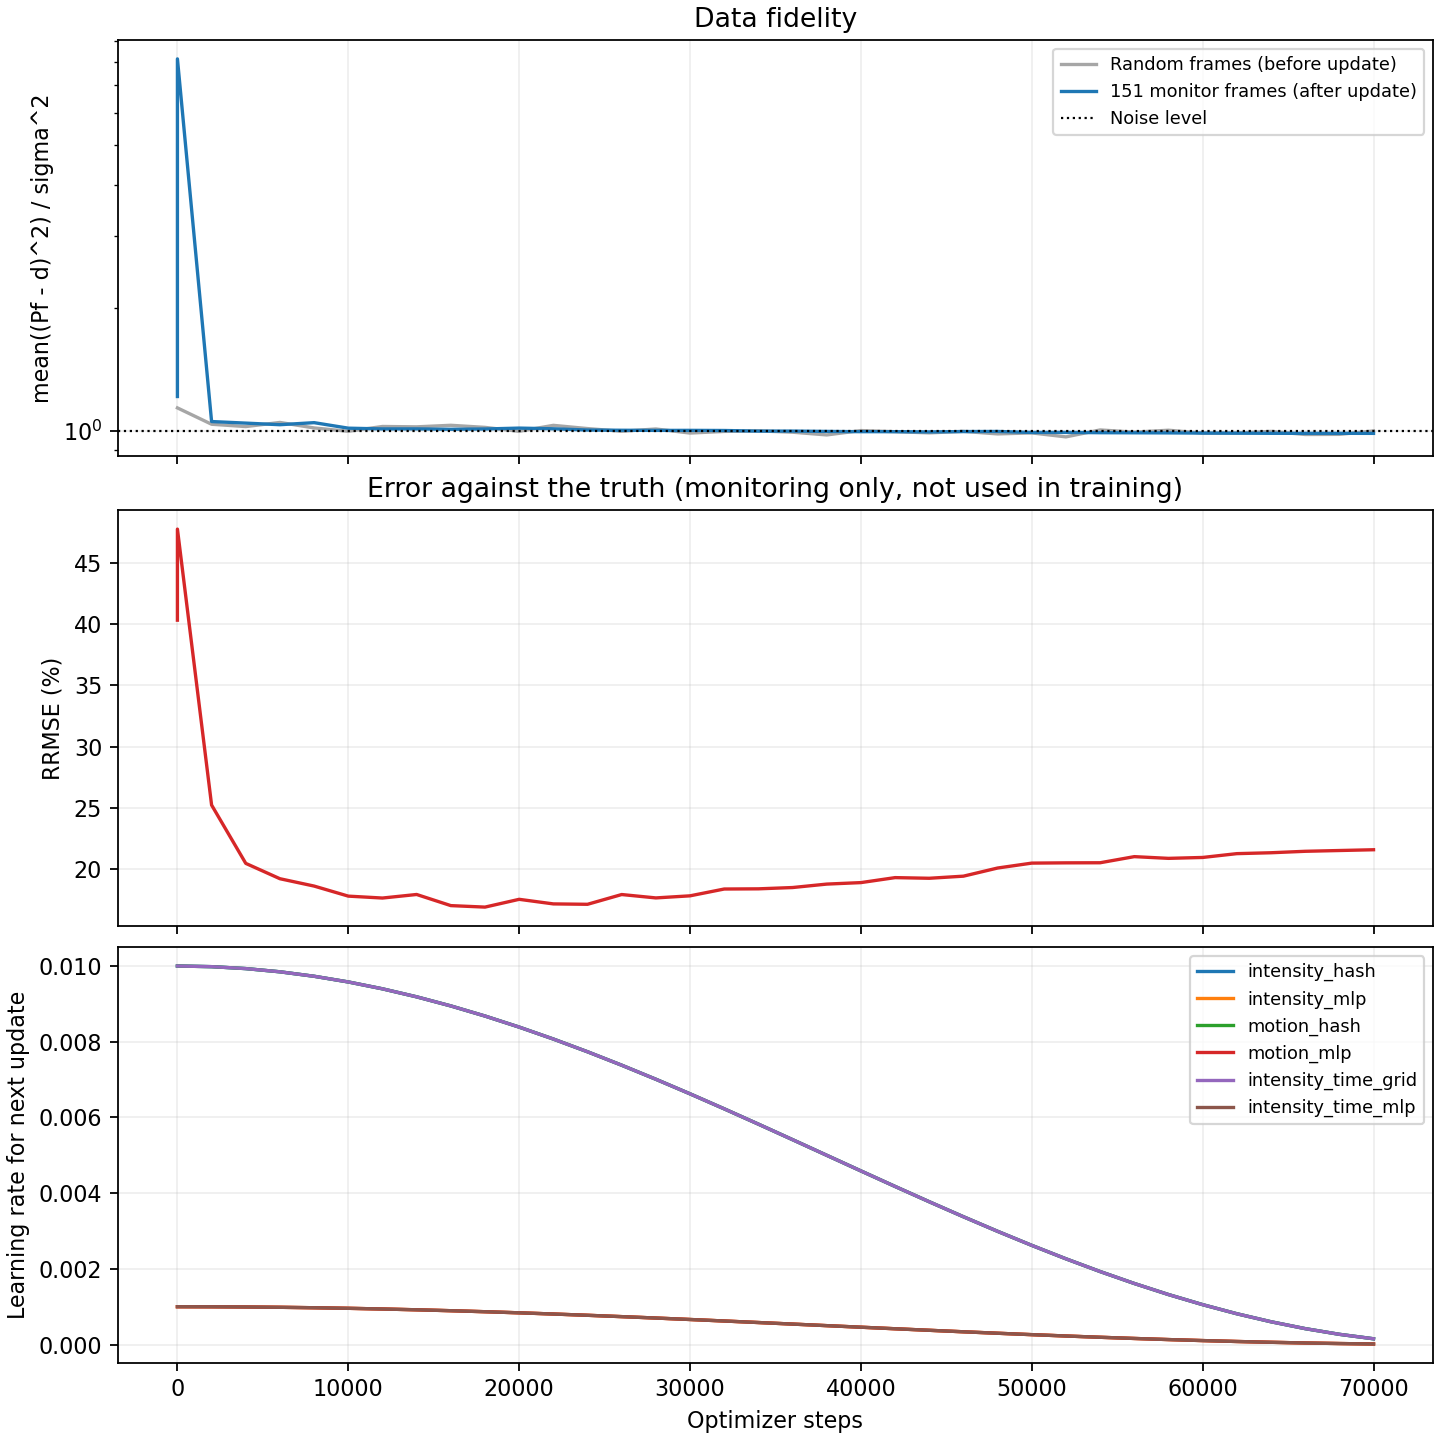 Data fidelity
mean((Pf - d)^2) / sigma^2
10^0
Random frames (before update)
151 monitor frames (after update)
Noise level
Error against the truth (monitoring only, not used in training)
RRMSE (%)
45
40
35
30
25
20
Learning rate for next update
0.010
0.008
0.006
0.004
0.002
0.000
intensity_hash
intensity_mlp
motion_hash
motion_mlp
intensity_time_grid
intensity_time_mlp
0 10000 20000 30000 40000 50000 60000 70000
Optimizer steps